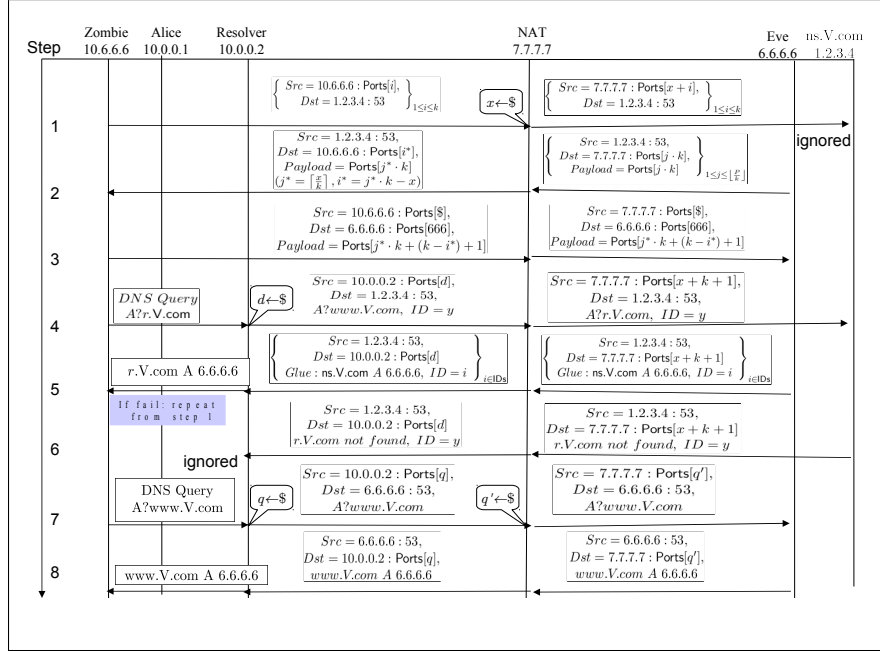 Zombie Alice Resolver NAT Eve ns.V.com
Step 10.6.6.6 10.0.0.1 10.0.0.2 7.7.7.7 6.6.6.6 1.2.3.4
{ Src = 10.6.6.6 : Ports[i],
Dst = 1.2.3.4 : 53 } 1≤i≤k
x←$
{ Src = 7.7.7.7 : Ports[x + i],
Dst = 1.2.3.4 : 53 } 1≤i≤k
1
ignored
Src = 1.2.3.4 : 53,
Dst = 10.6.6.6 : Ports[i*],
Payload = Ports[j* · k]
(j* = ⌈x/k⌉, i* = j* · k − x)
{ Src = 1.2.3.4 : 53,
Dst = 7.7.7.7 : Ports[j · k],
Payload = Ports[j · k] } 1≤j≤⌊p/k⌋
2
Src = 10.6.6.6 : Ports[$],
Dst = 6.6.6.6 : Ports[666],
Payload = Ports[j* · k + (k − i*) + 1]
Src = 7.7.7.7 : Ports[$],
Dst = 6.6.6.6 : Ports[666],
Payload = Ports[j* · k + (k − i*) + 1]
3
DNS Query
A?r.V.com
d←$
Src = 10.0.0.2 : Ports[d],
Dst = 1.2.3.4 : 53,
A?www.V.com, ID = y
Src = 7.7.7.7 : Ports[x + k + 1],
Dst = 1.2.3.4 : 53,
A?r.V.com, ID = y
4
r.V.com A 6.6.6.6
{ Src = 1.2.3.4 : 53,
Dst = 10.0.0.2 : Ports[d]
Glue : ns.V.com A 6.6.6.6, ID = i } i∈IDs
{ Src = 1.2.3.4 : 53,
Dst = 7.7.7.7 : Ports[x + k + 1]
Glue : ns.V.com A 6.6.6.6, ID = i } i∈IDs
5
If fail: repeat
from step 1
Src = 1.2.3.4 : 53,
Dst = 10.0.0.2 : Ports[d]
r.V.com not found, ID = y
Src = 1.2.3.4 : 53,
Dst = 7.7.7.7 : Ports[x + k + 1]
r.V.com not found, ID = y
6
ignored
DNS Query
A?www.V.com
q←$
Src = 10.0.0.2 : Ports[q],
Dst = 6.6.6.6 : 53,
A?www.V.com
q'←$
Src = 7.7.7.7 : Ports[q'],
Dst = 6.6.6.6 : 53,
A?www.V.com
7
www.V.com A 6.6.6.6
Src = 6.6.6.6 : 53,
Dst = 10.0.0.2 : Ports[q],
www.V.com A 6.6.6.6
Src = 6.6.6.6 : 53,
Dst = 7.7.7.7 : Ports[q'],
www.V.com A 6.6.6.6
8